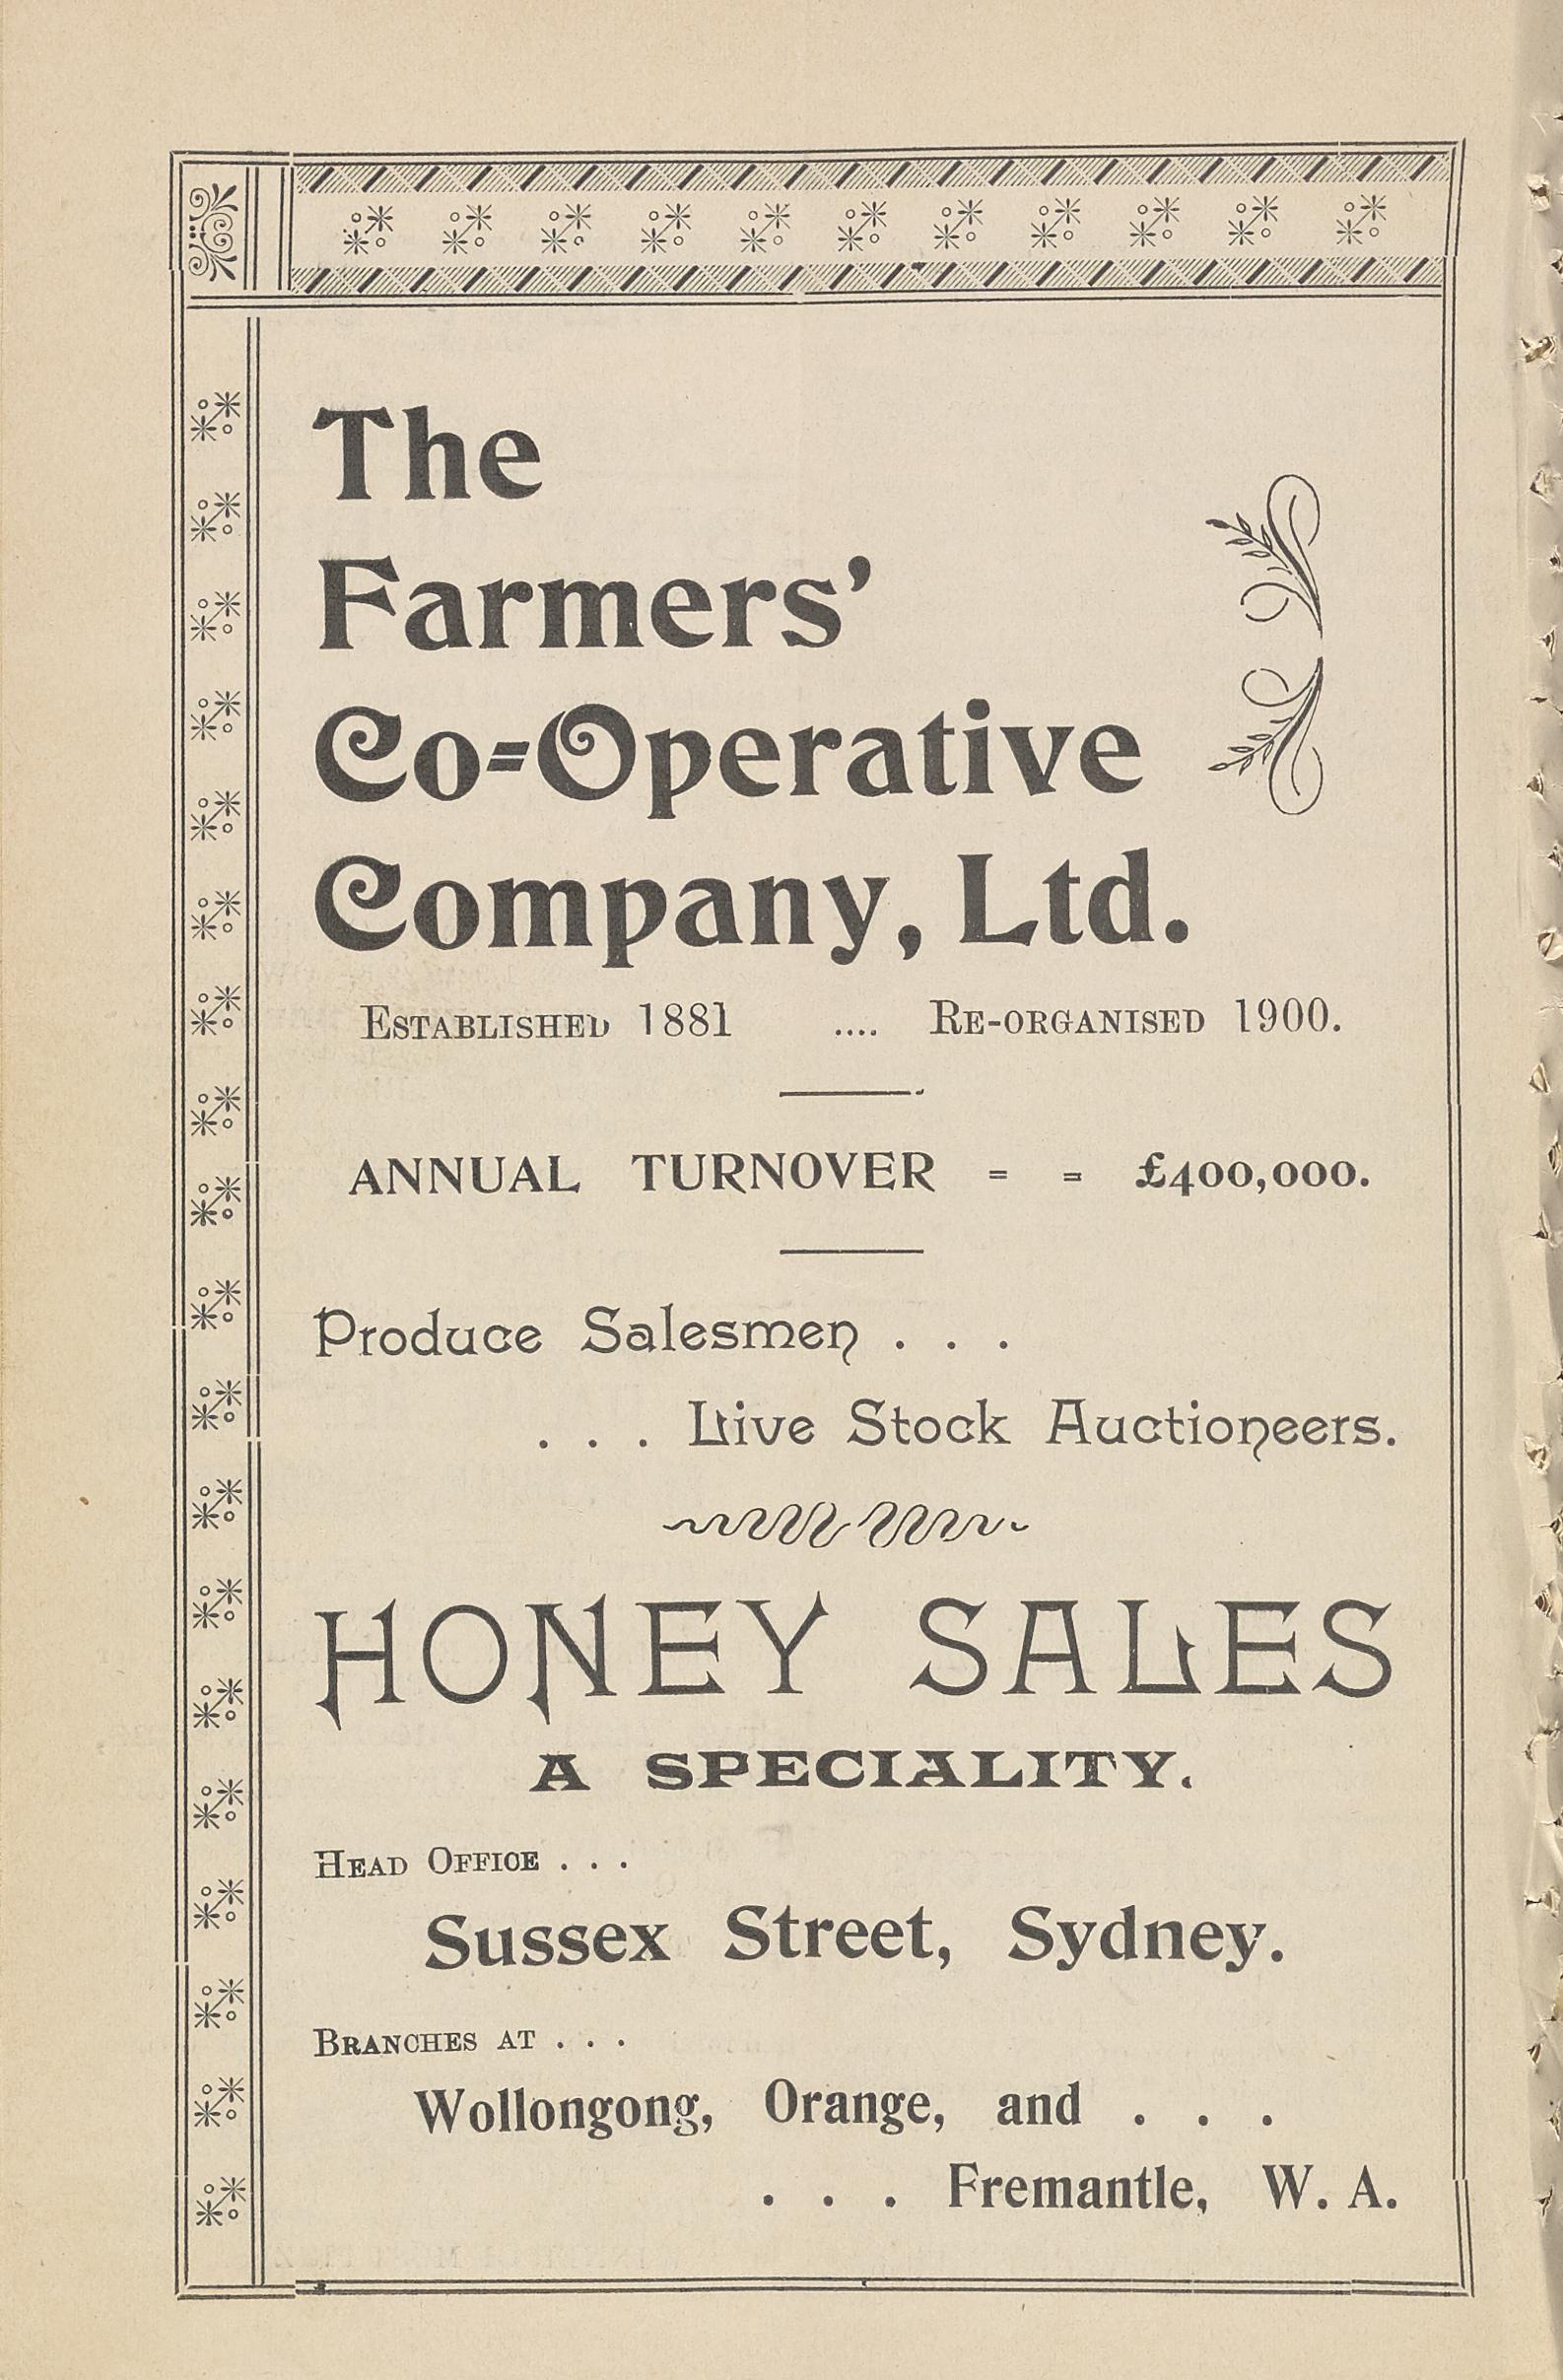 The
Farmers’
Co=Operative
Company, Ltd.
ESTABLISHED 1881 .... RE-ORGANISED 1900.
ANNUAL TURNOVER = = £400,000.
Produce Salesmen . . .
. . . Live Stock Auctioneers.
HONEY SALES
A SPECIALITY.
HEAD OFFICE . . .
Sussex Street, Sydney.
BRANCHES AT . . .
Wollongong, Orange, and . . .
. . . Fremantle, W. A.